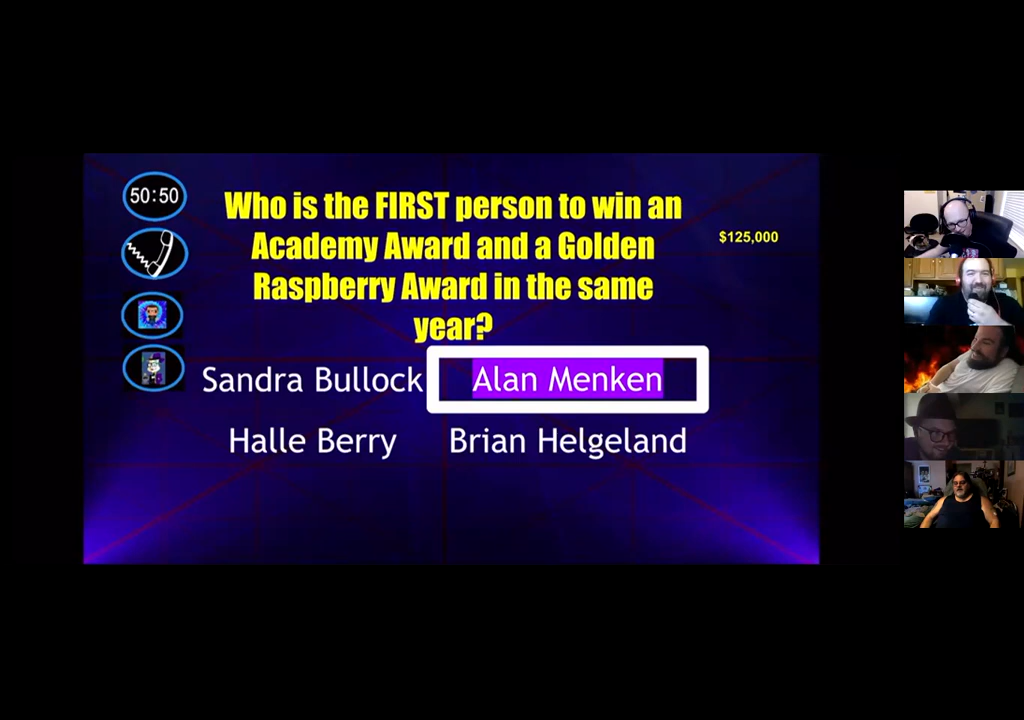 50:50
Who is the FIRST person to win an
Academy Award and a Golden
Raspberry Award in the same
year?
$125,000
Sandra Bullock
Alan Menken
Halle Berry
Brian Helgeland